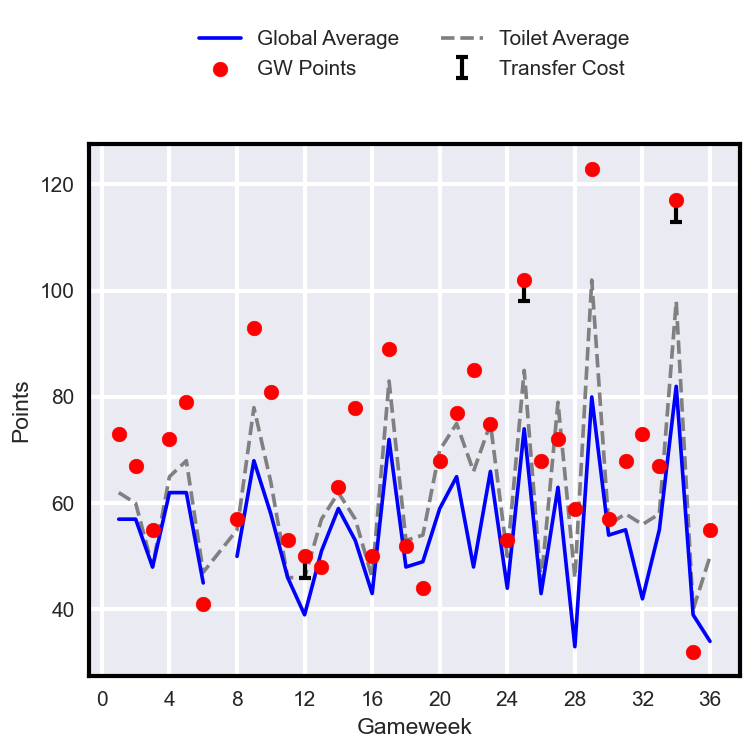 Global Average
Toilet Average
GW Points
Transfer Cost
120
100
80
60
40
Points
0 4 8 12 16 20 24 28 32 36
Gameweek